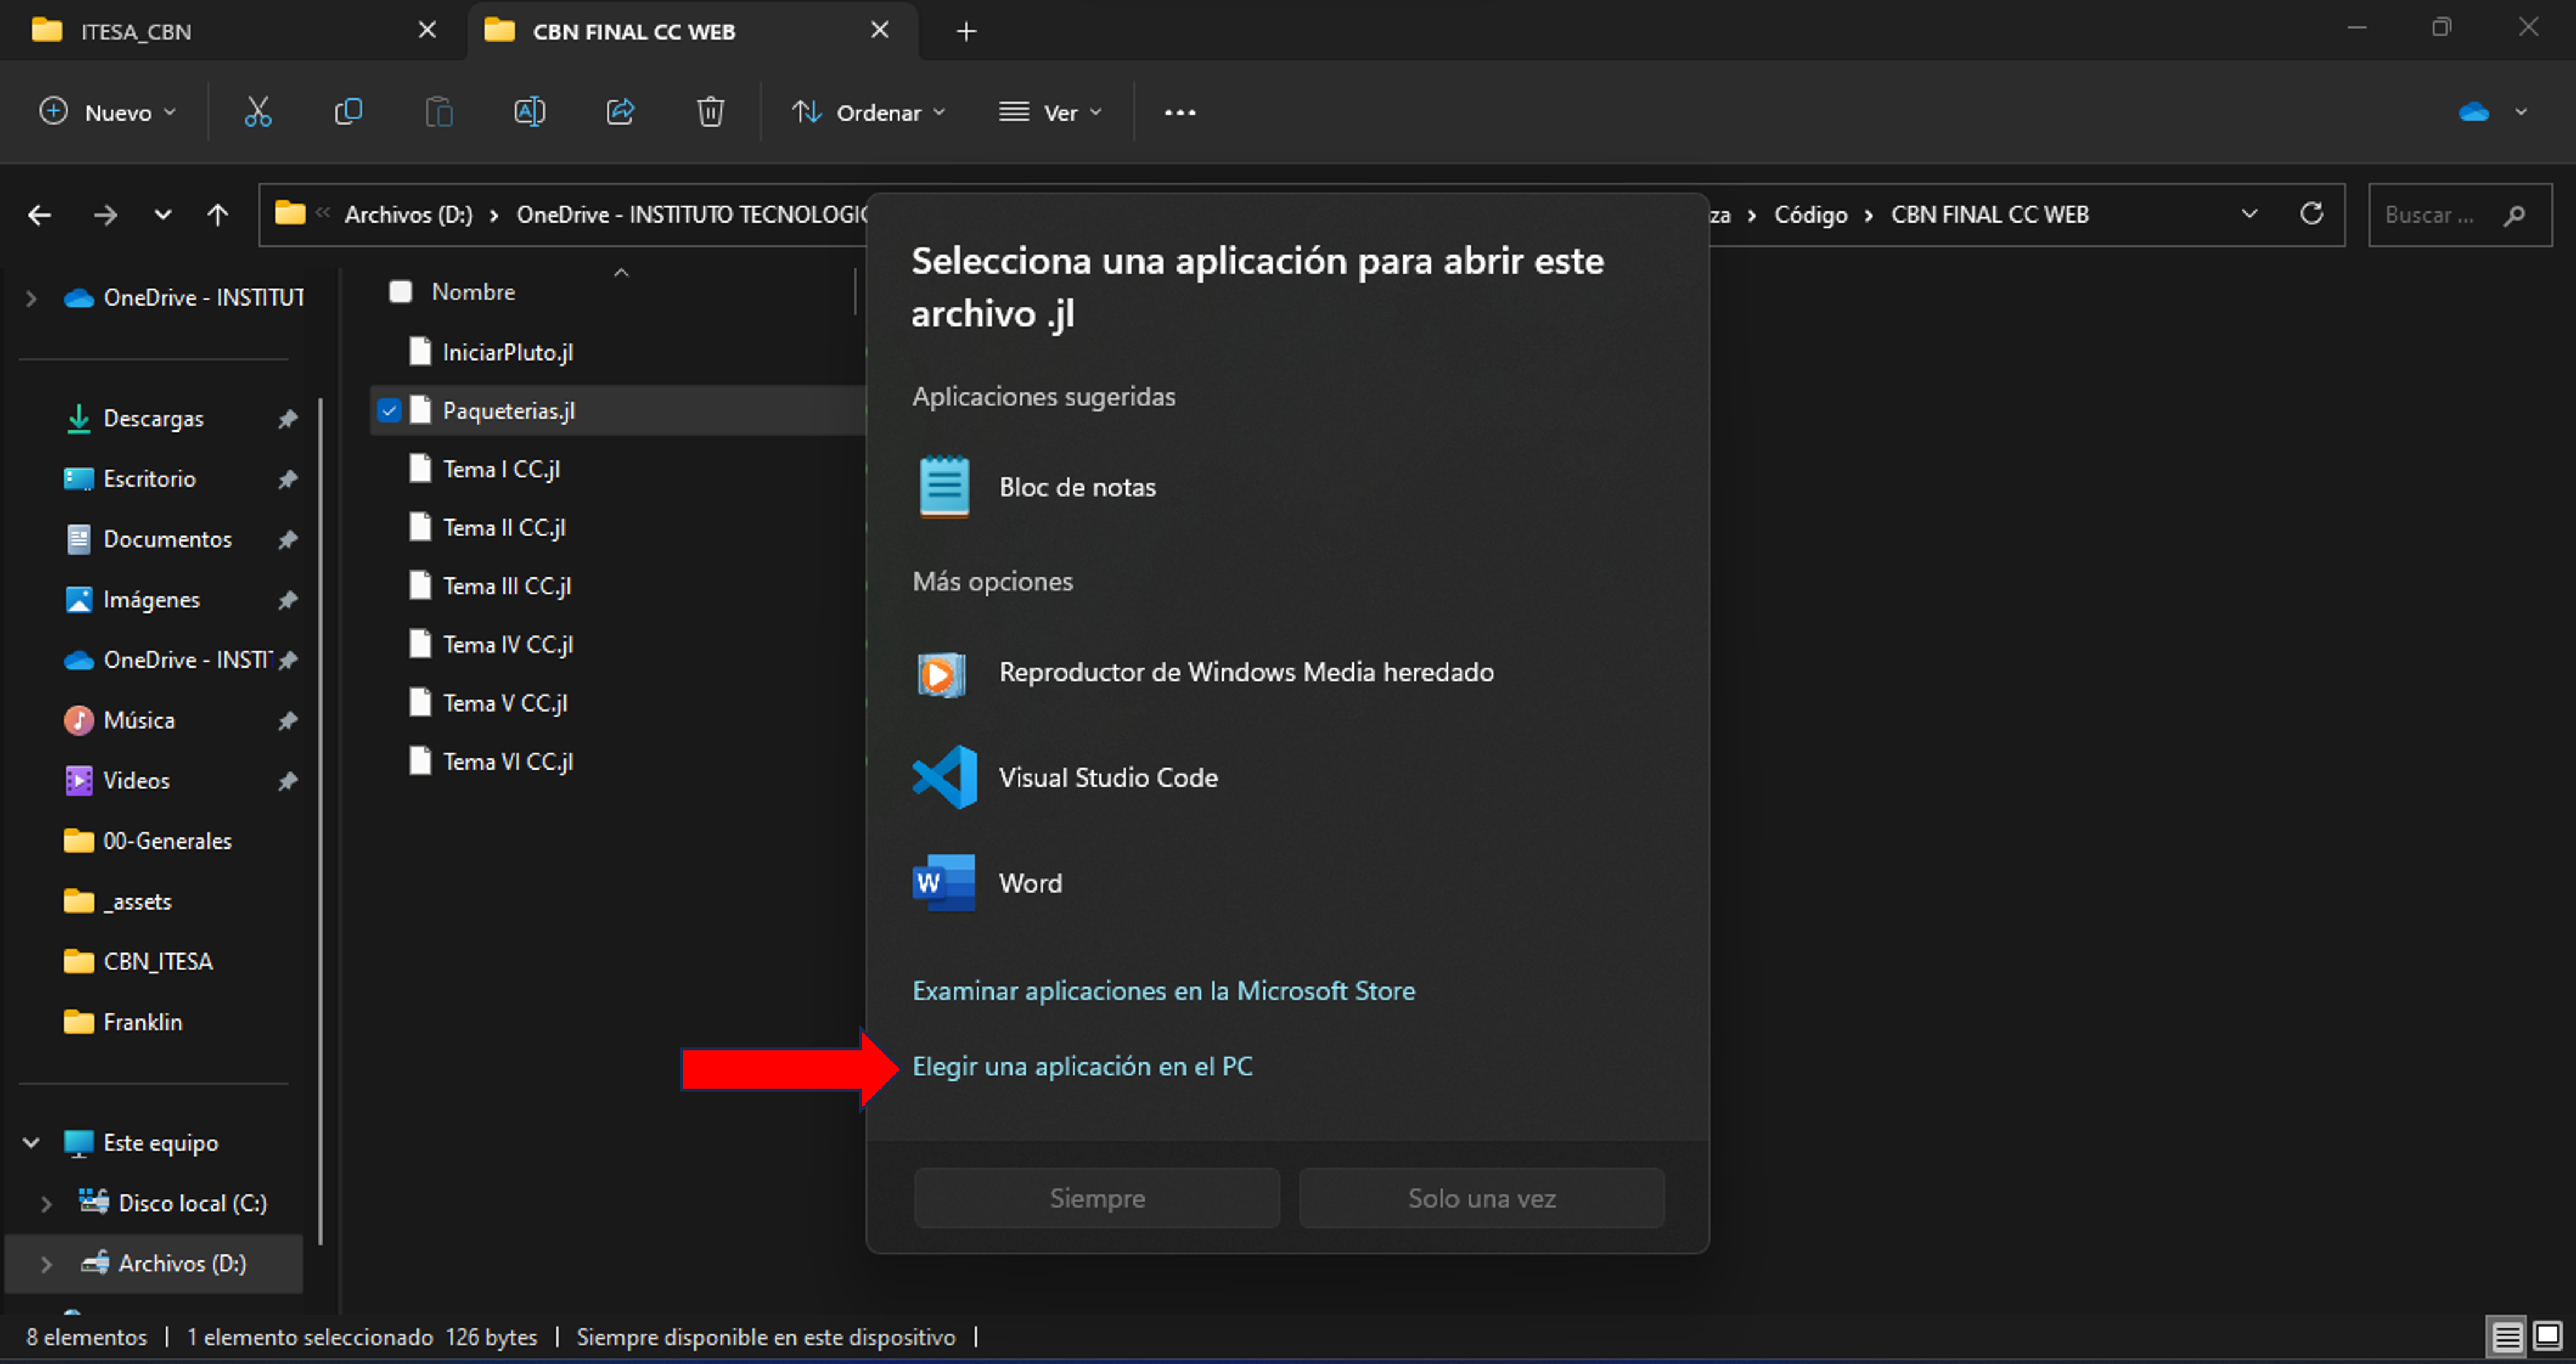 ITESA_CBN
CBN FINAL CC WEB
Nuevo
Ordenar
Ver
Archivos (D:) › OneDrive - INSTITUTO TECNOLOGIC
za › Código › CBN FINAL CC WEB
Buscar ...
OneDrive - INSTITUT
Descargas
Escritorio
Documentos
Imágenes
OneDrive - INSTIT
Música
Videos
00-Generales
_assets
CBN_ITESA
Franklin
Este equipo
Disco local (C:)
Archivos (D:)
Nombre
IniciarPluto.jl
Paqueterias.jl
Tema I CC.jl
Tema II CC.jl
Tema III CC.jl
Tema IV CC.jl
Tema V CC.jl
Tema VI CC.jl
Selecciona una aplicación para abrir este
archivo .jl
Aplicaciones sugeridas
Bloc de notas
Más opciones
Reproductor de Windows Media heredado
Visual Studio Code
Word
Examinar aplicaciones en la Microsoft Store
Elegir una aplicación en el PC
Siempre
Solo una vez
8 elementos | 1 elemento seleccionado 126 bytes | Siempre disponible en este dispositivo |